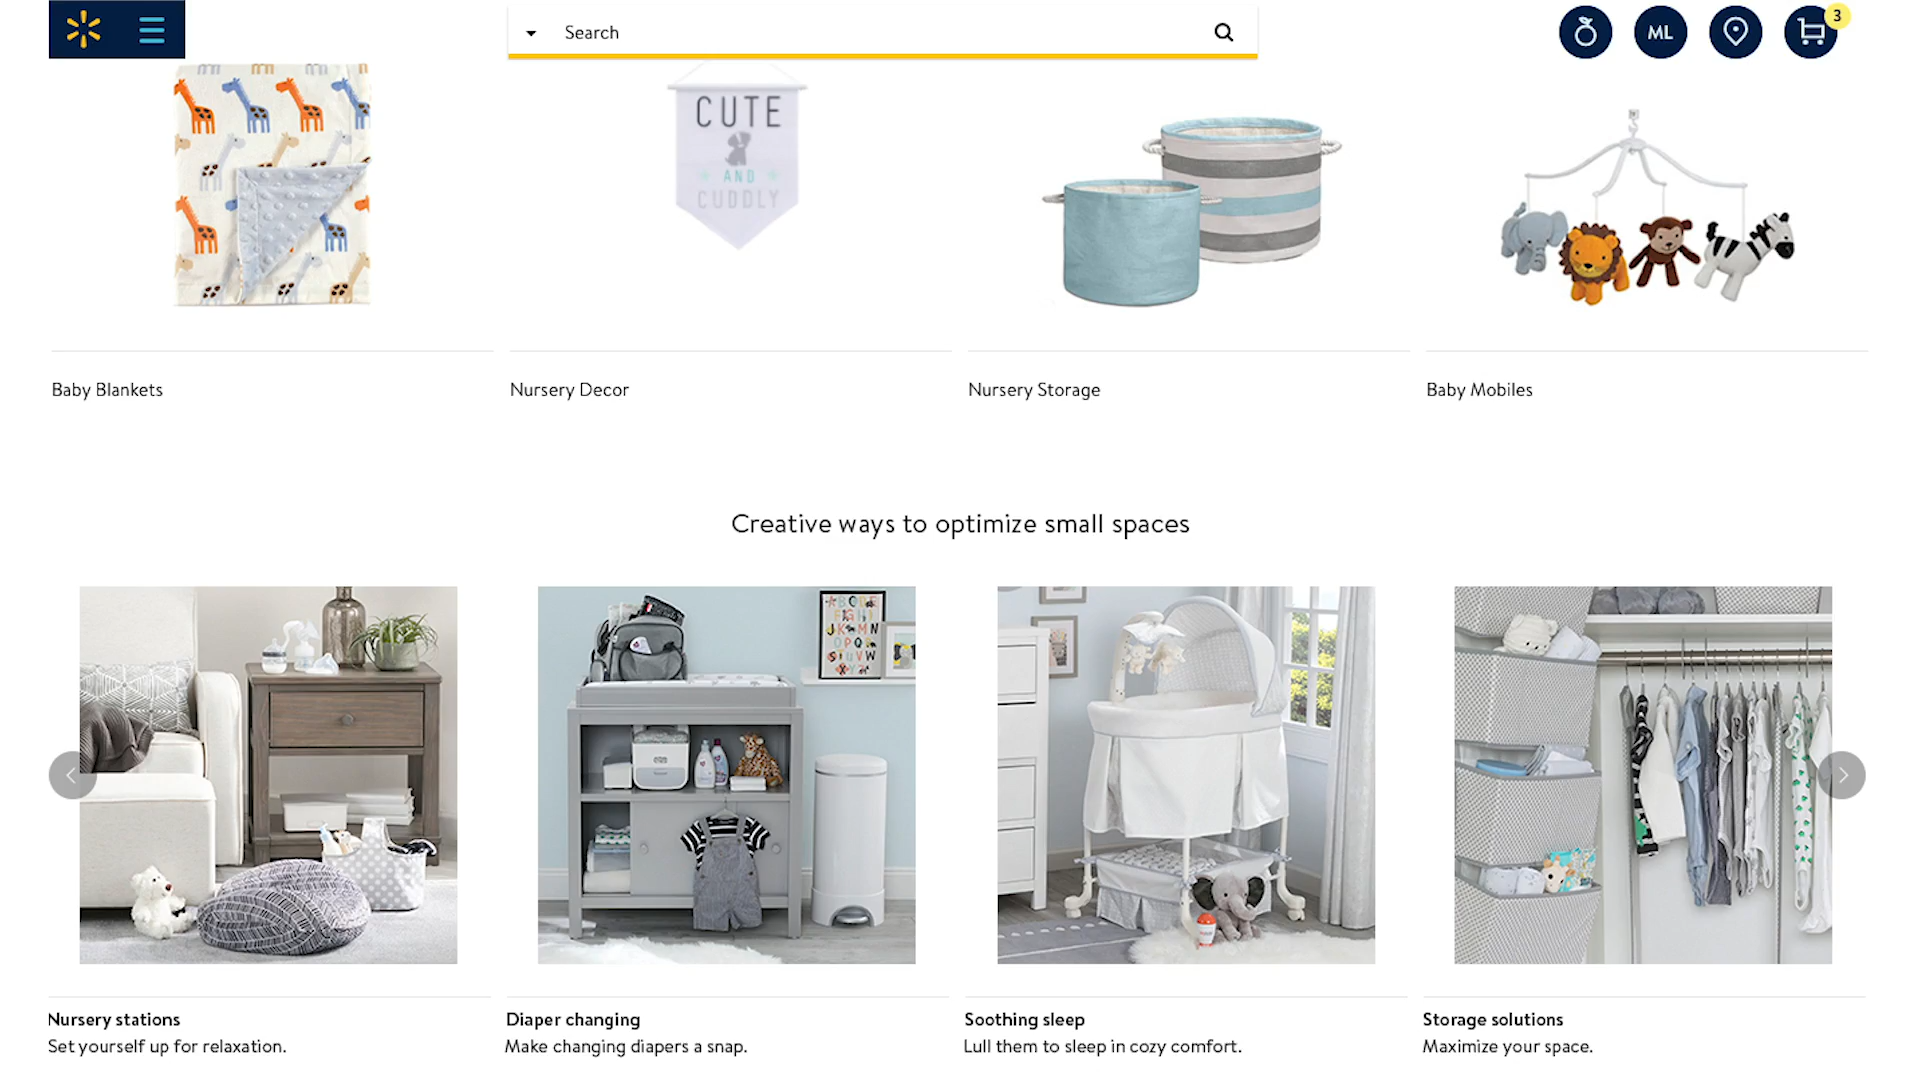 Search
ML
3
CUTE
AND
CUDDLY
Baby Blankets
Nursery Decor
Nursery Storage
Baby Mobiles
Creative ways to optimize small spaces
Nursery stations
Set yourself up for relaxation.
Diaper changing
Make changing diapers a snap.
Soothing sleep
Lull them to sleep in cozy comfort.
Storage solutions
Maximize your space.